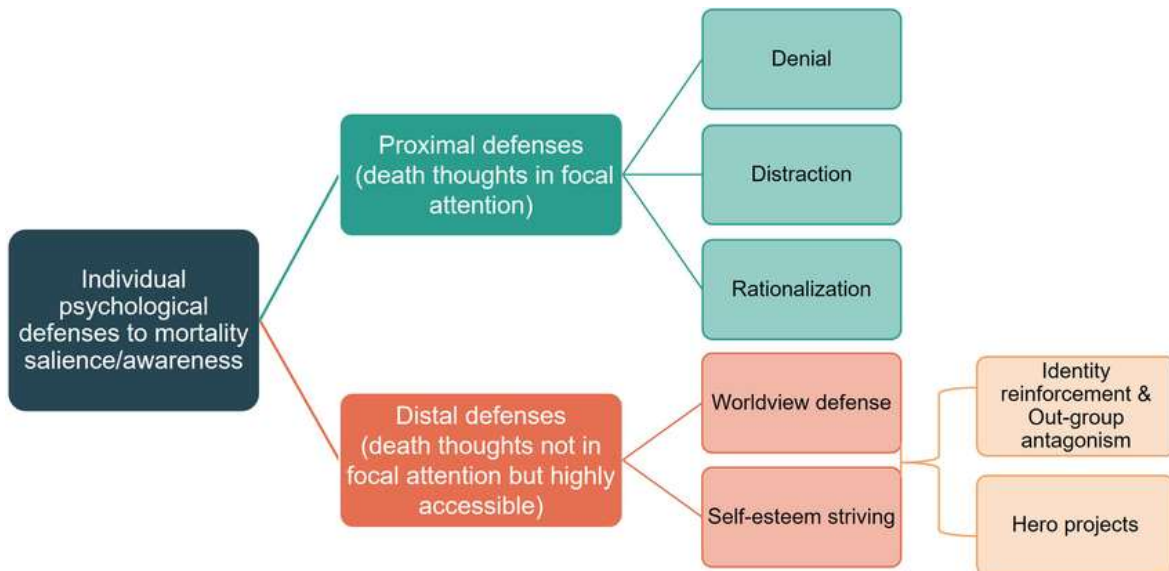 Individual
psychological
defenses to mortality
salience/awareness
Proximal defenses
(death thoughts in focal
attention)
Denial
Distraction
Rationalization
Distal defenses
(death thoughts not in
focal attention but highly
accessible)
Worldview defense
Self-esteem striving
Identity
reinforcement &
Out-group
antagonism
Hero projects